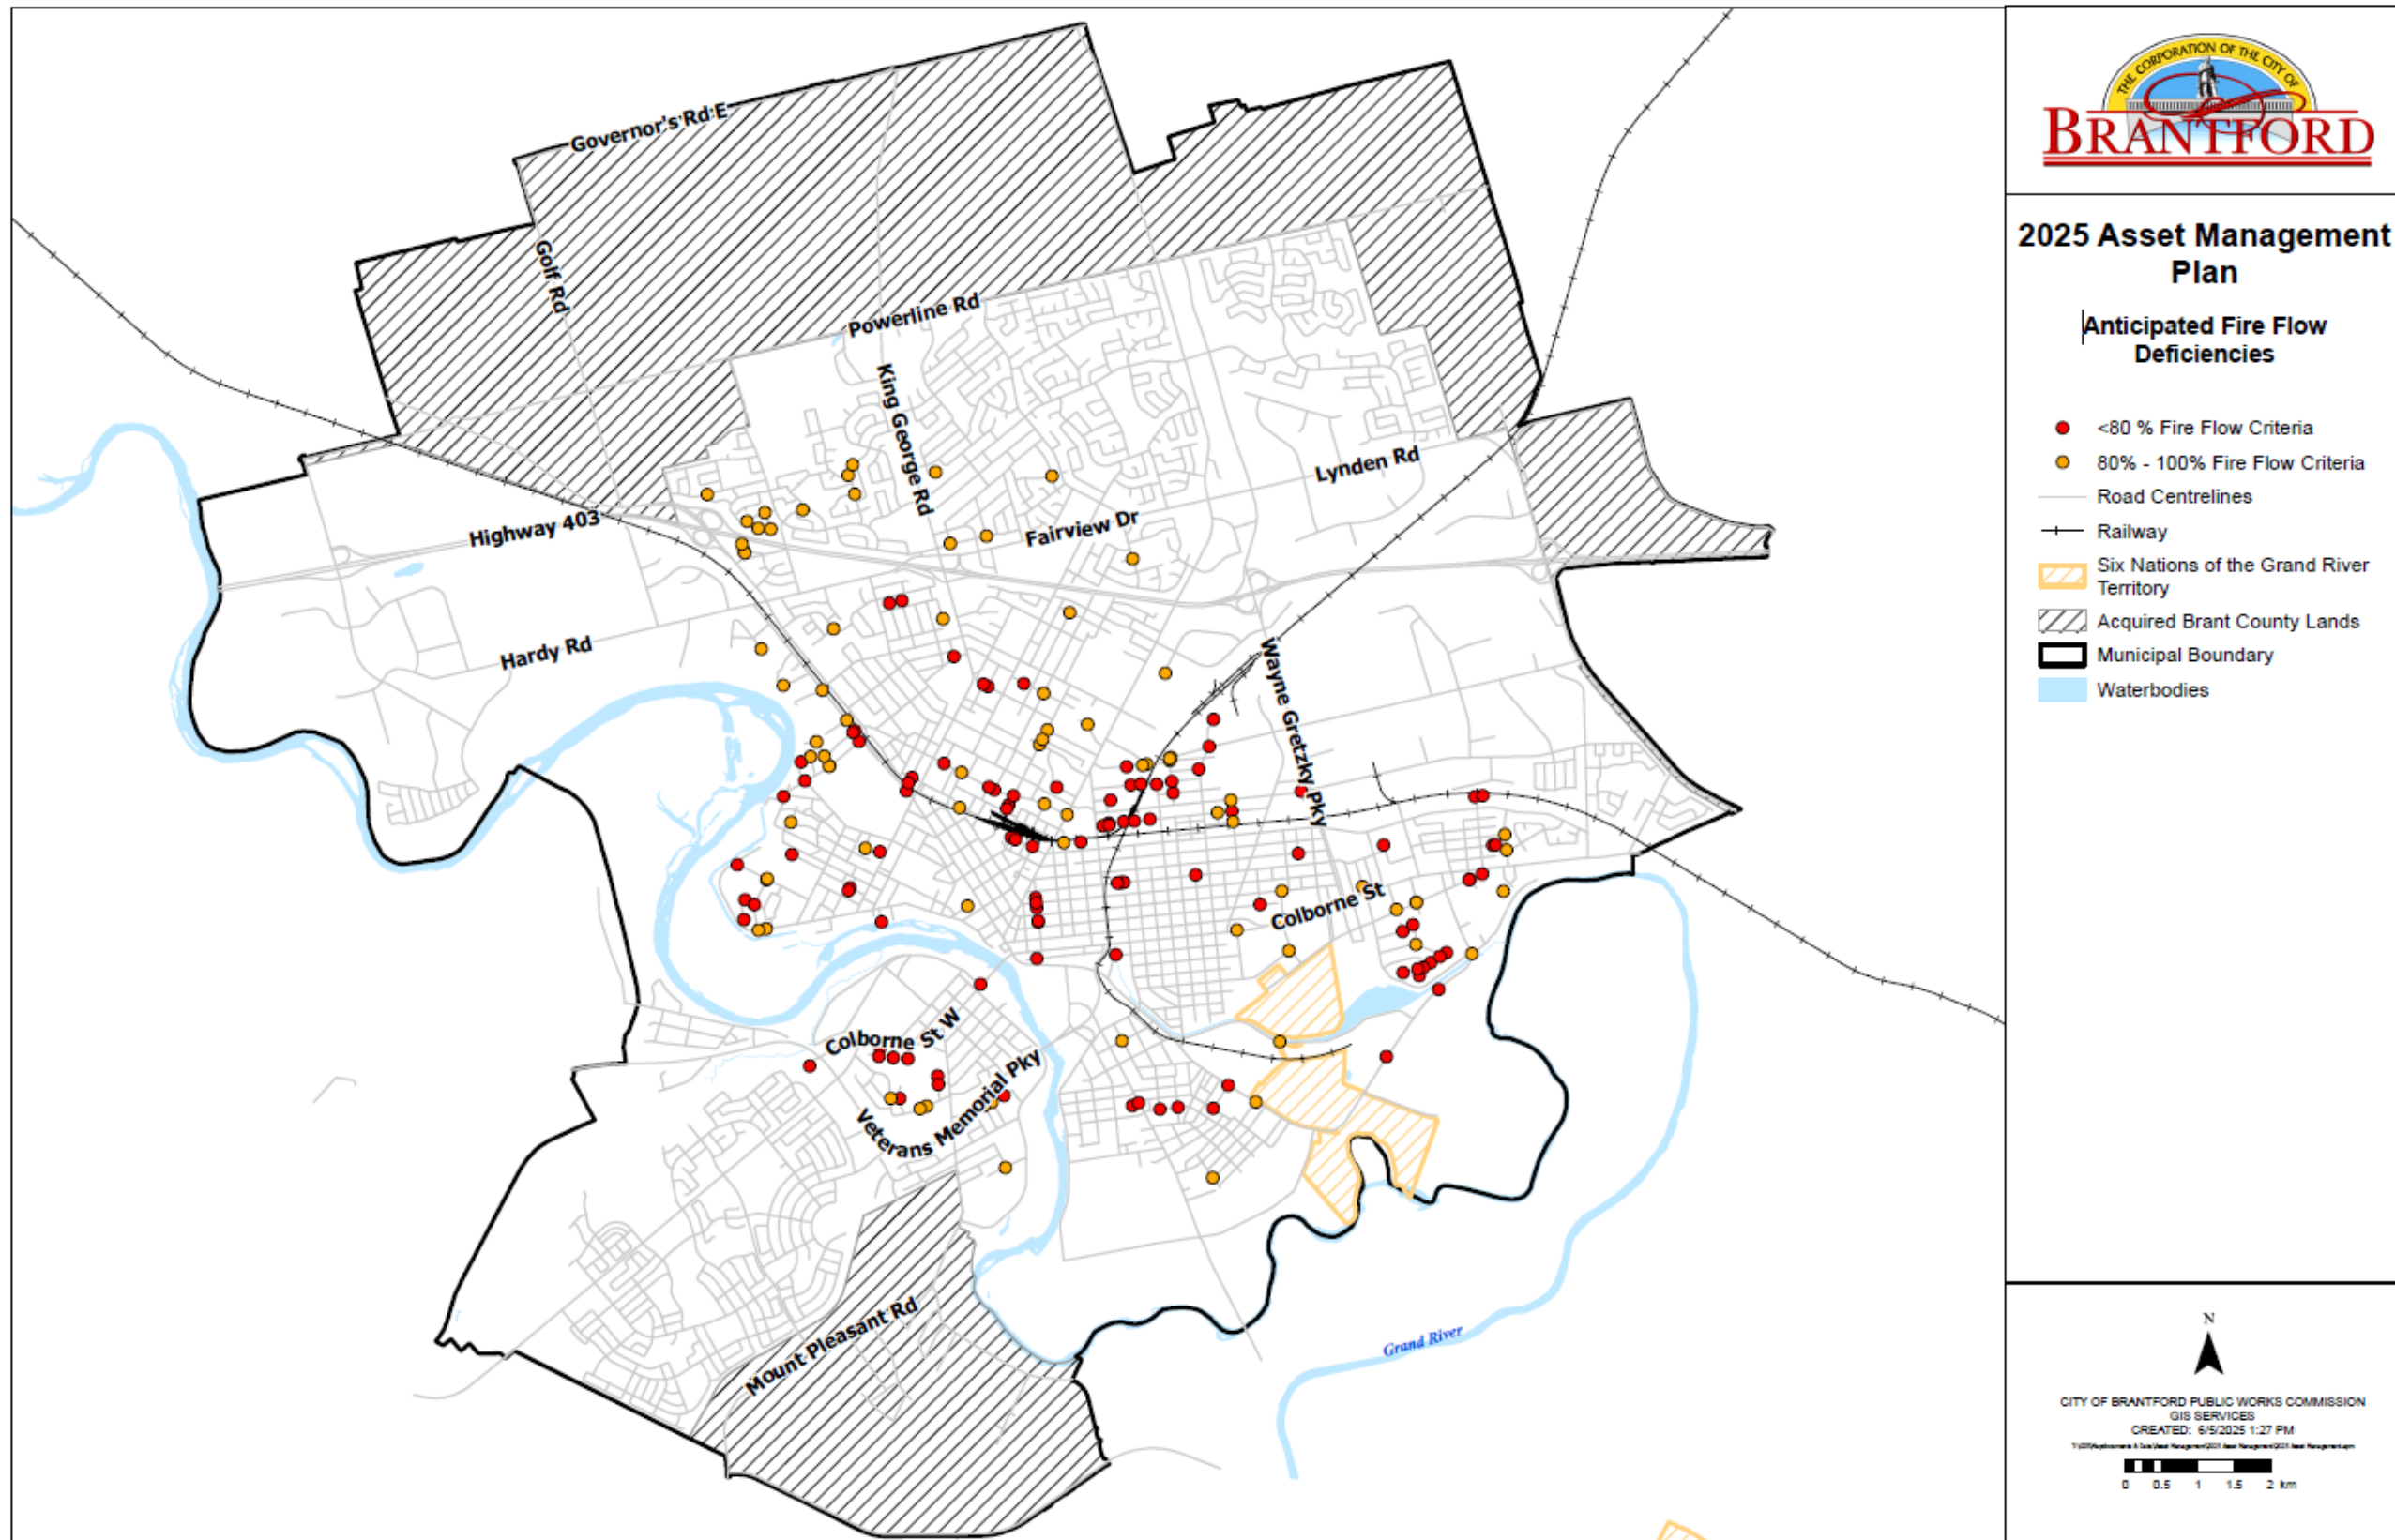 Governor's Rd E
Golf Rd
Powerline Rd
King George Rd
Lynden Rd
Highway 403
Fairview Dr
Hardy Rd
Wayne Gretzky Pky
Colborne St
Colborne St W
Veterans Memorial Pky
Mount Pleasant Rd
Grand River
THE CORPORATION OF THE CITY OF
BRANTFORD
2025 Asset Management
Plan
Anticipated Fire Flow
Deficiencies
<80 % Fire Flow Criteria
80% - 100% Fire Flow Criteria
Road Centrelines
Railway
Six Nations of the Grand River
Territory
Acquired Brant County Lands
Municipal Boundary
Waterbodies
N
CITY OF BRANTFORD PUBLIC WORKS COMMISSION
GIS SERVICES
CREATED: 6/5/2025 1:27 PM
0 0.5 1 1.5 2 km